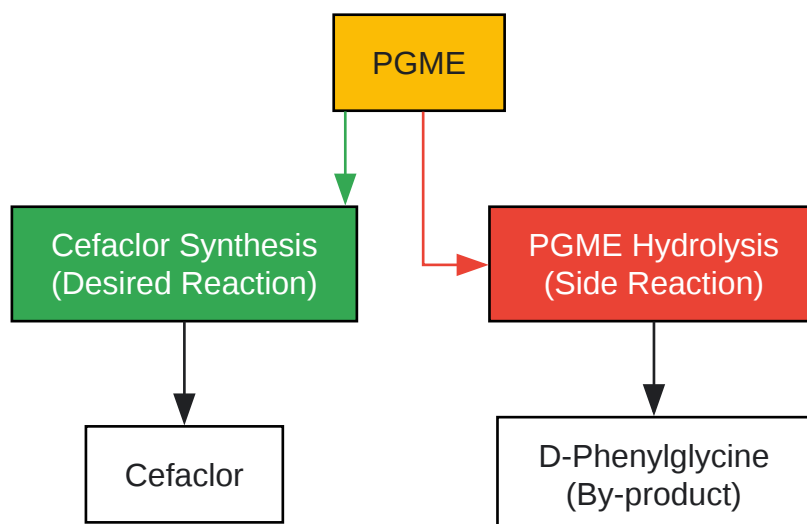 PGME
Cefaclor Synthesis
(Desired Reaction)
PGME Hydrolysis
(Side Reaction)
Cefaclor
D-Phenylglycine
(By-product)